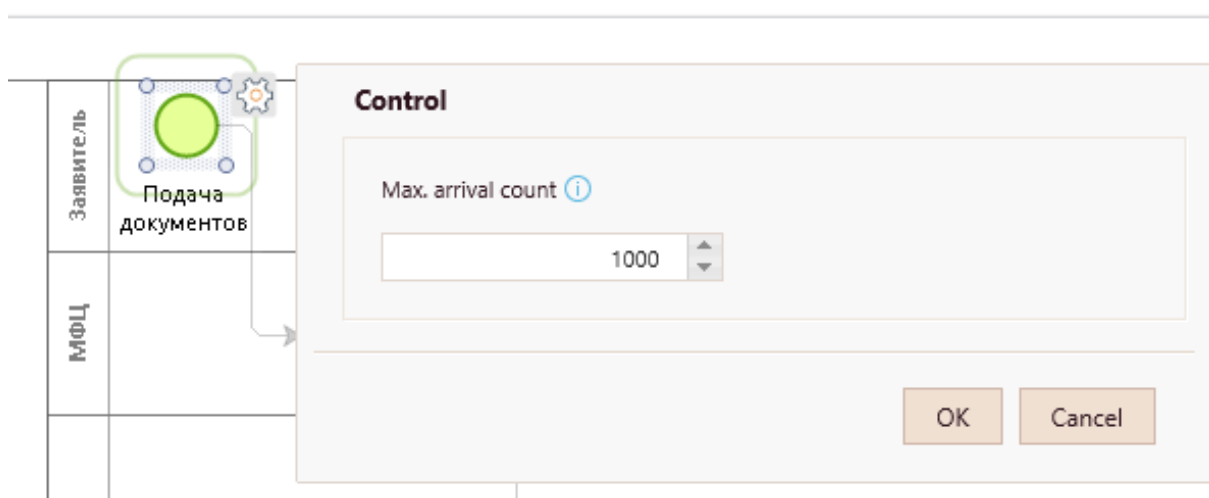 Заявитель
Подача
документов
МФЦ
Control
Max. arrival count
1000
OK
Cancel